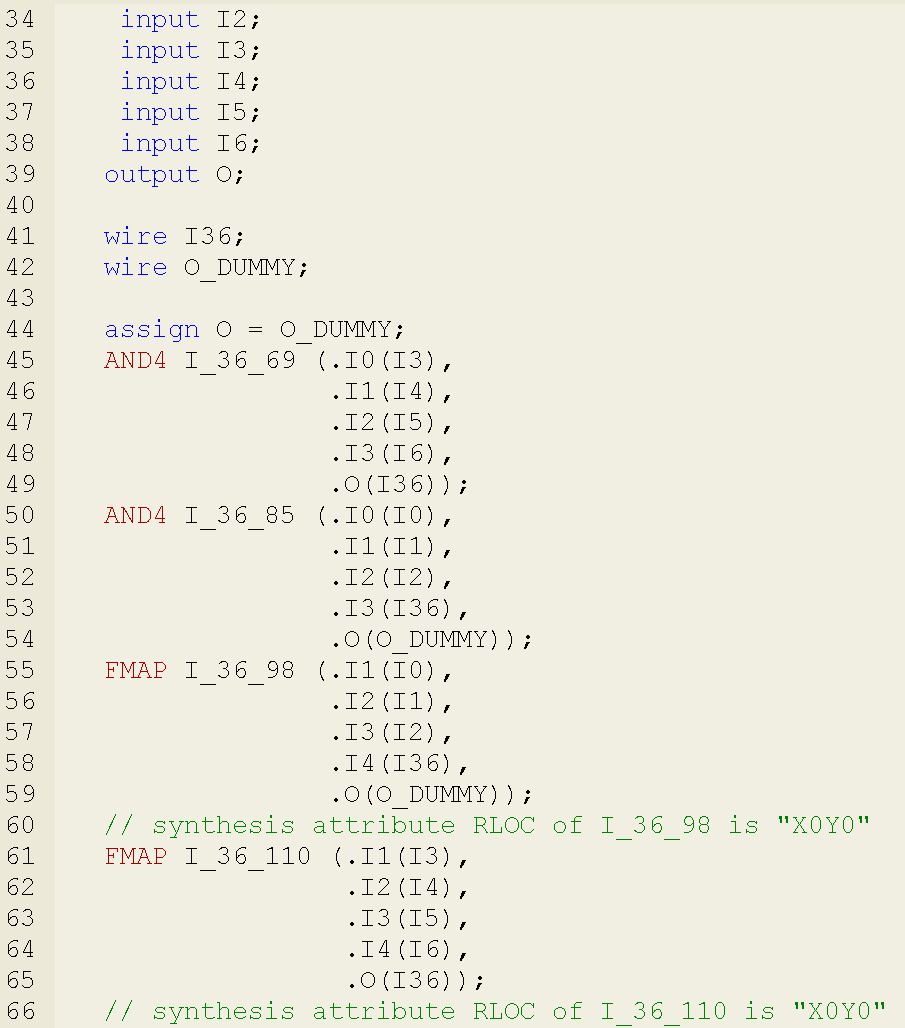 34 input I2;
35 input I3;
36 input I4;
37 input I5;
38 input I6;
39 output O;
40
41 wire I36;
42 wire O_DUMMY;
43
44 assign O = O_DUMMY;
45 AND4 I_36_69 (.I0(I3),
46 .I1(I4),
47 .I2(I5),
48 .I3(I6),
49 .O(I36));
50 AND4 I_36_85 (.I0(I0),
51 .I1(I1),
52 .I2(I2),
53 .I3(I36),
54 .O(O_DUMMY));
55 FMAP I_36_98 (.I1(I0),
56 .I2(I1),
57 .I3(I2),
58 .I4(I36),
59 .O(O_DUMMY));
60 // synthesis attribute RLOC of I_36_98 is "X0Y0"
61 FMAP I_36_110 (.I1(I3),
62 .I2(I4),
63 .I3(I5),
64 .I4(I6),
65 .O(I36));
66 // synthesis attribute RLOC of I_36_110 is "X0Y0"